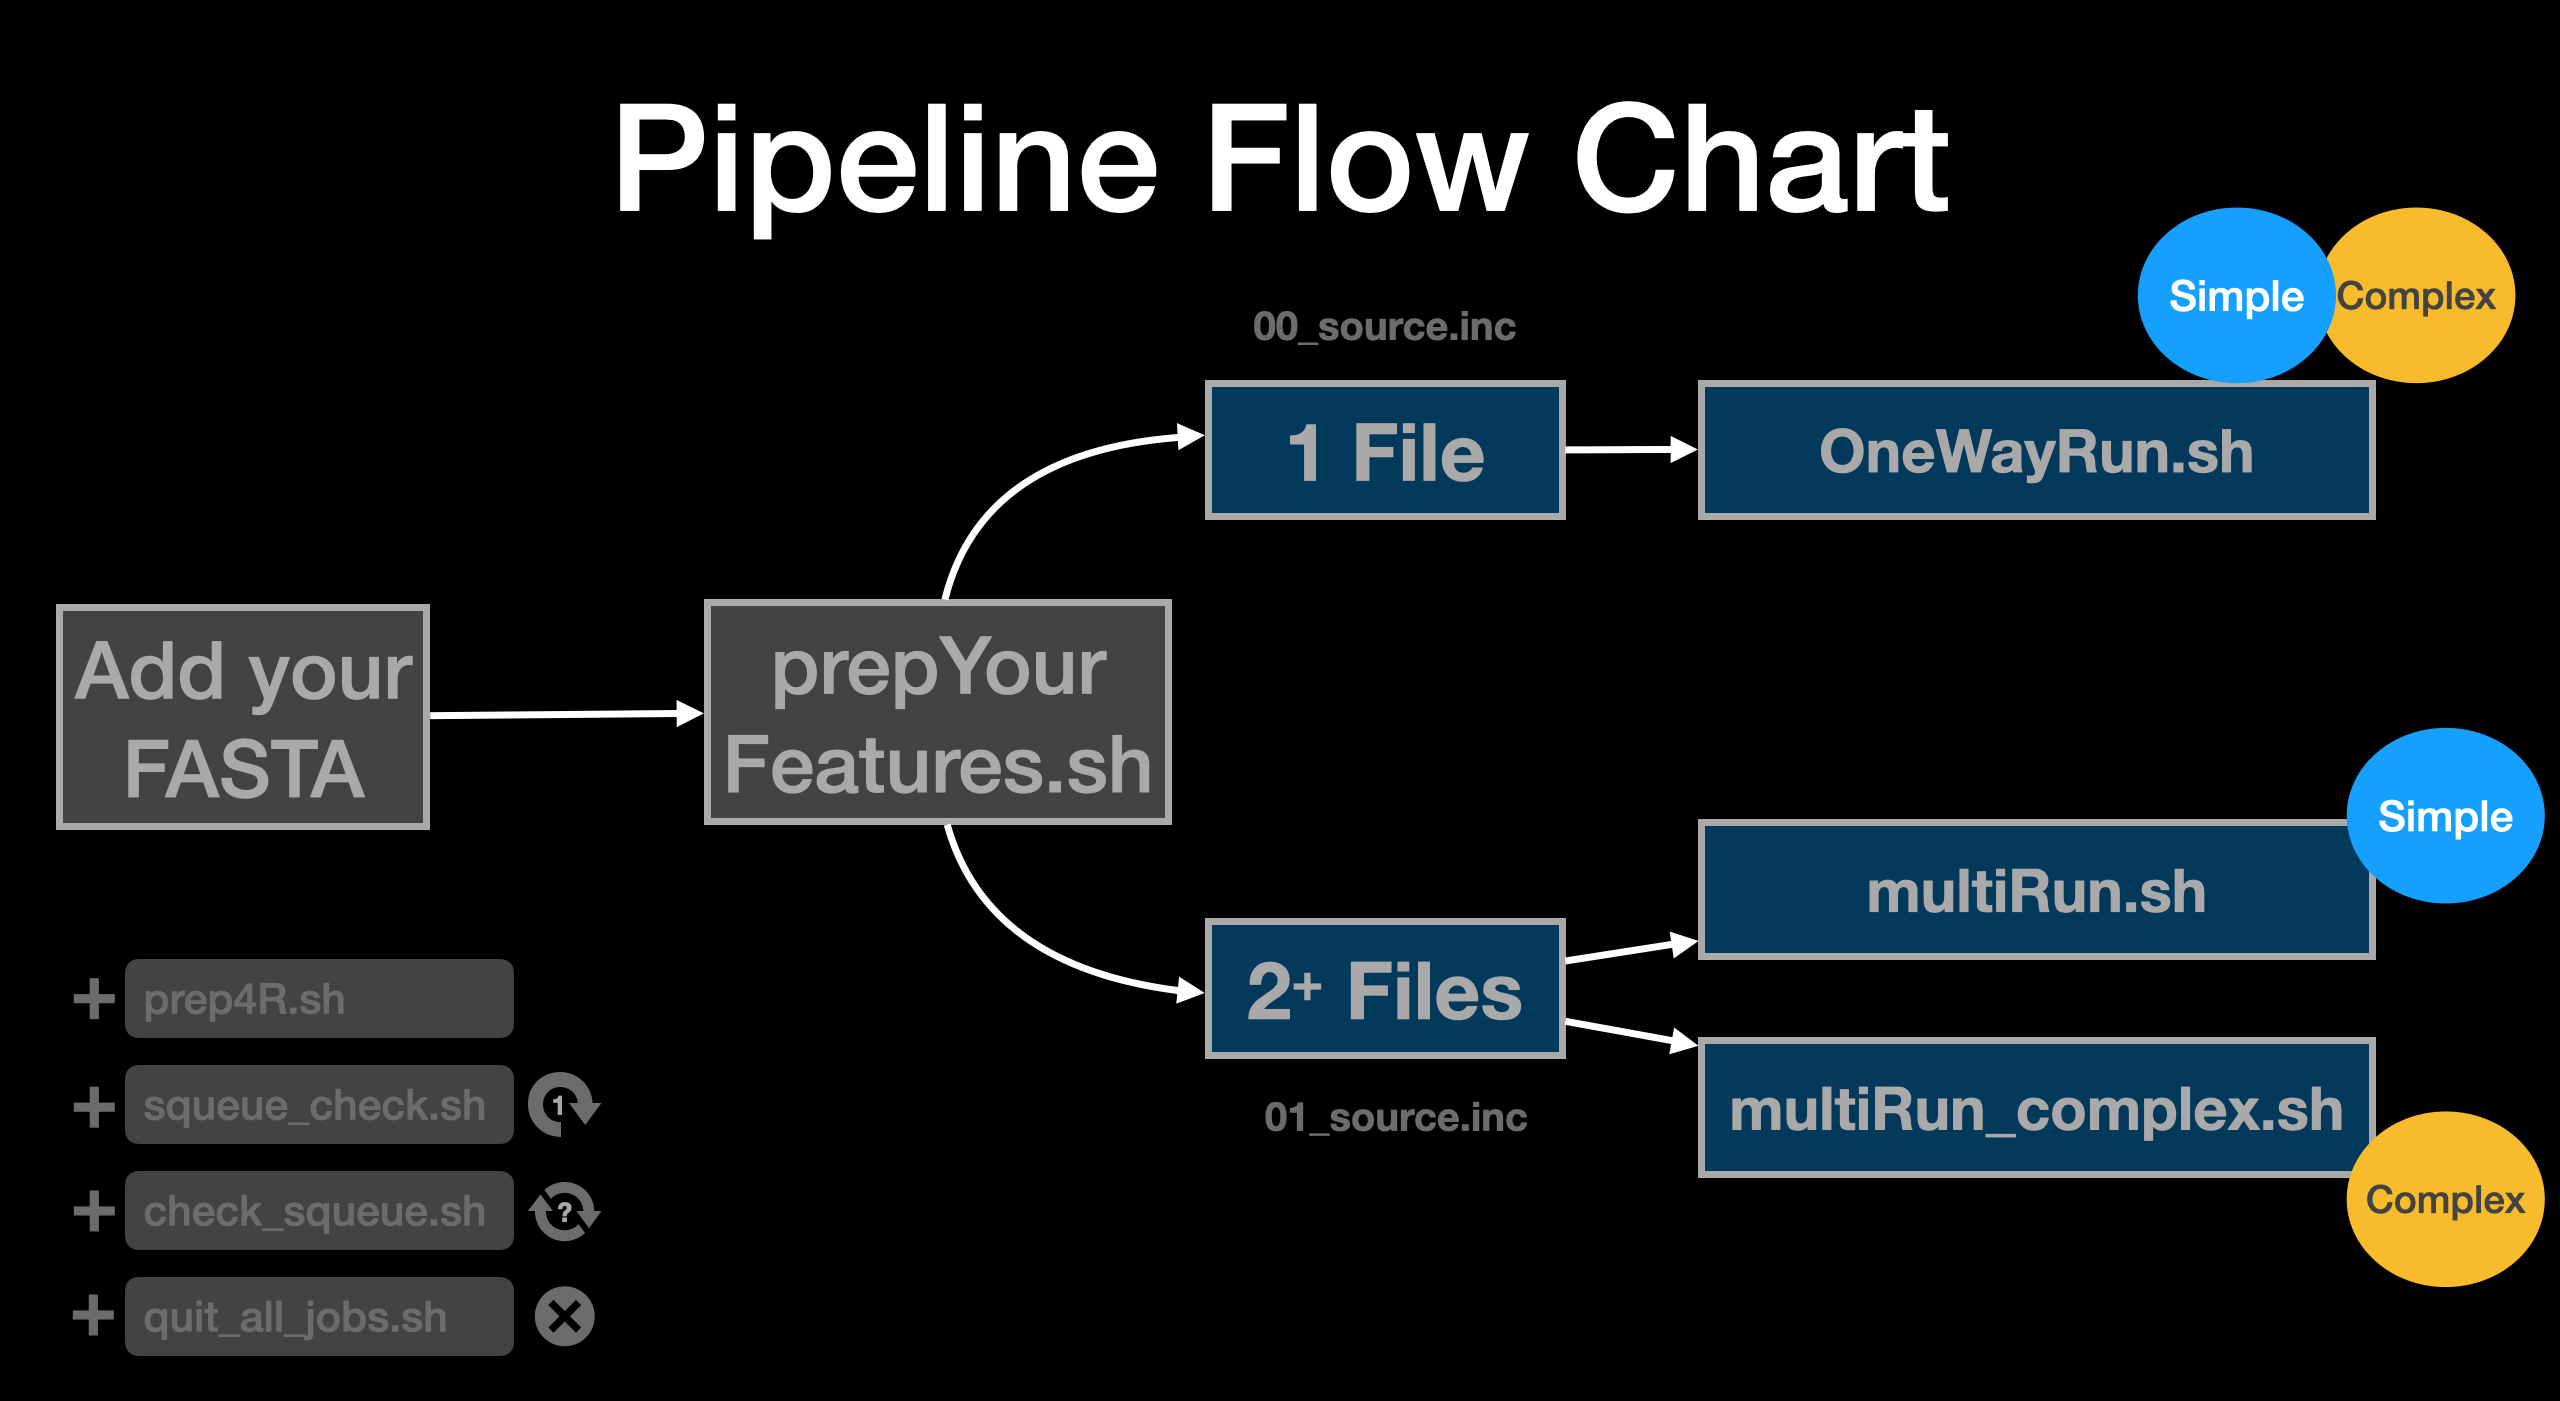 Pipeline Flow Chart
Simple
Complex
00_source.inc
1 File
OneWayRun.sh
Add your
FASTA
prepYour
Features.sh
Simple
multiRun.sh
2+ Files
01_source.inc
multiRun_complex.sh
Complex
+ prep4R.sh
+ squeue_check.sh 1
+ check_squeue.sh ?
+ quit_all_jobs.sh